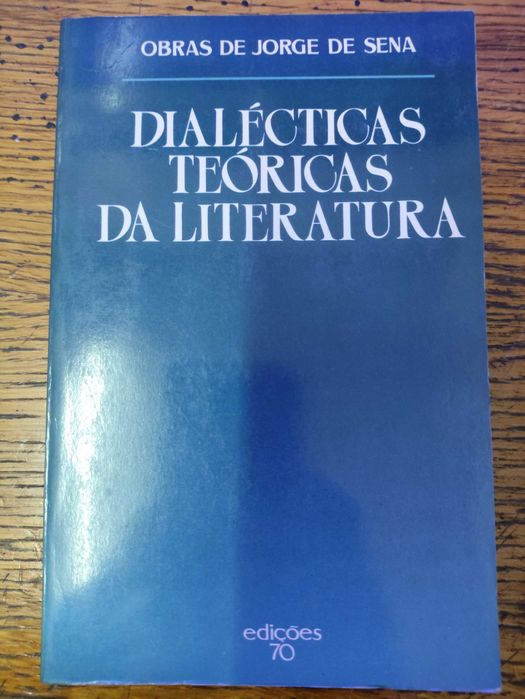 OBRAS DE JORGE DE SENA
DIALÉCTICAS
TEÓRICAS
DA LITERATURA
edições
70